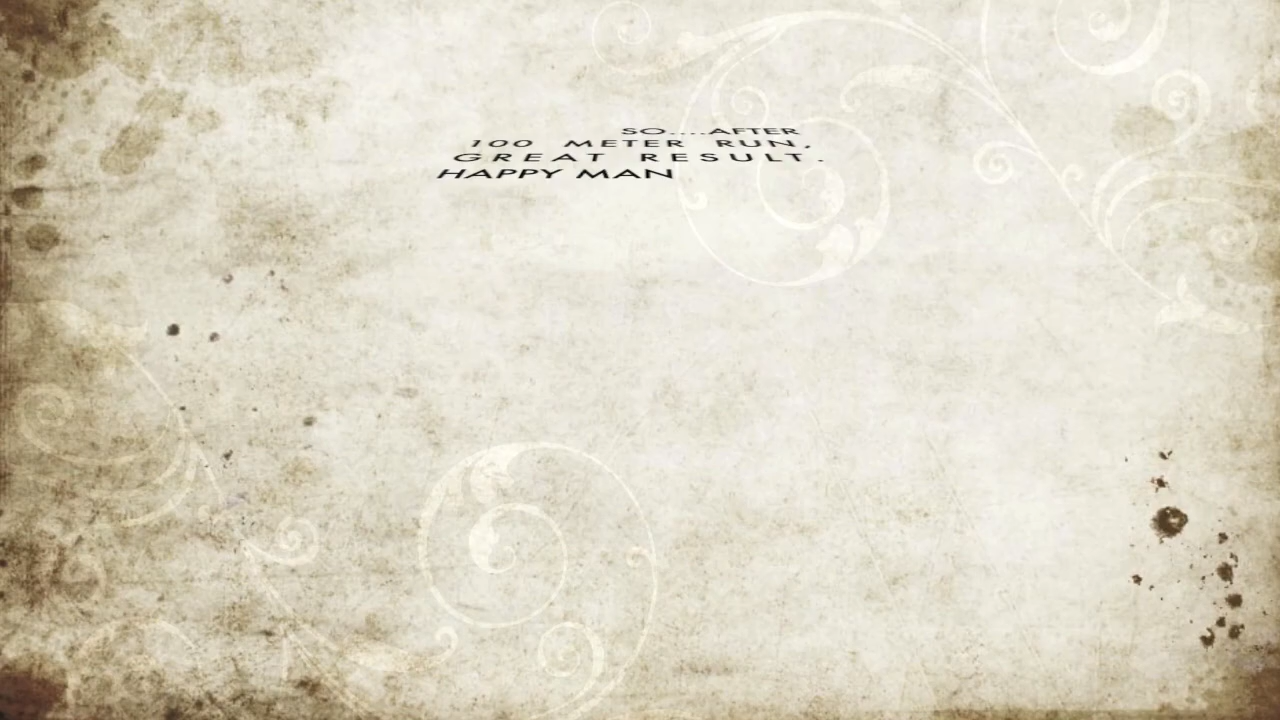 SO....AFTER
100 METER RUN,
GREAT RESULT.
HAPPY MAN